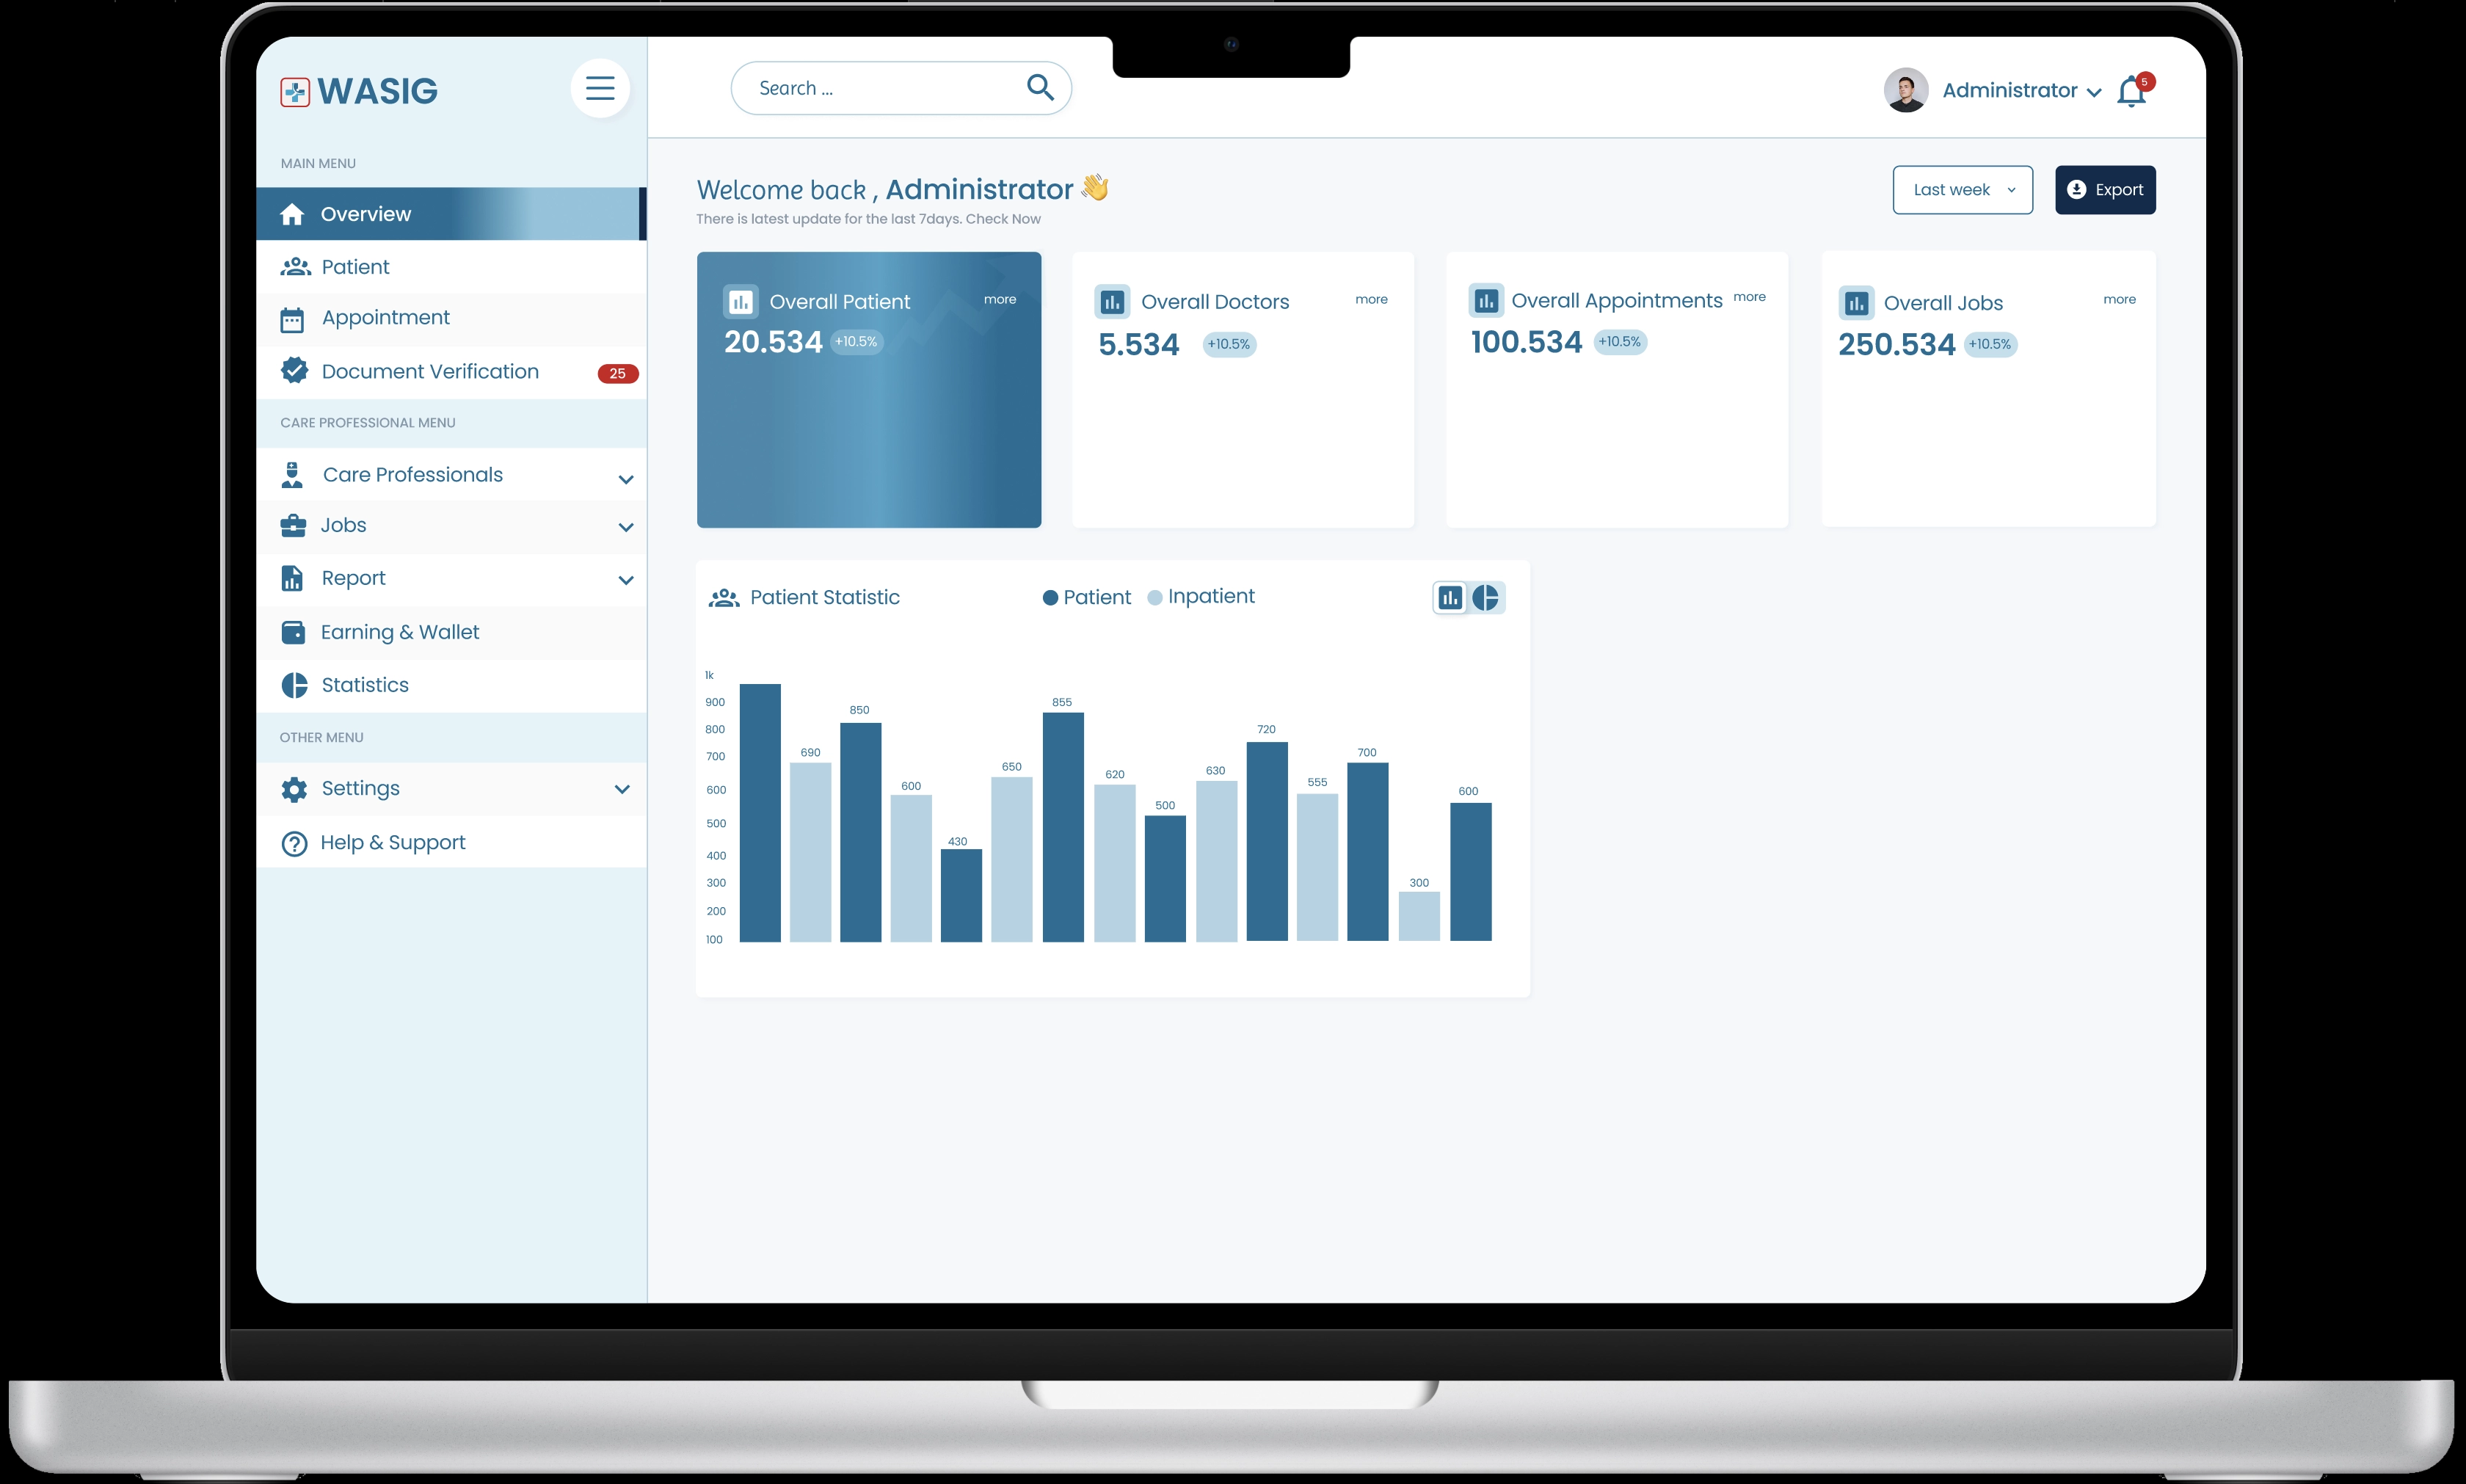 WASIG
Search ...
Administrator
5
MAIN MENU
Overview
Patient
Appointment
Document Verification 25
CARE PROFESSIONAL MENU
Care Professionals
Jobs
Report
Earning & Wallet
Statistics
OTHER MENU
Settings
Help & Support
Welcome back , Administrator 👋
There is latest update for the last 7days. Check Now
Last week
Export
Overall Patient more
20.534 +10.5%
Overall Doctors more
5.534 +10.5%
Overall Appointments more
100.534 +10.5%
Overall Jobs more
250.534 +10.5%
Patient Statistic
Patient Inpatient
1k
900
800
700
600
500
400
300
200
100
690
850
600
430
650
855
620
500
630
720
555
700
300
600